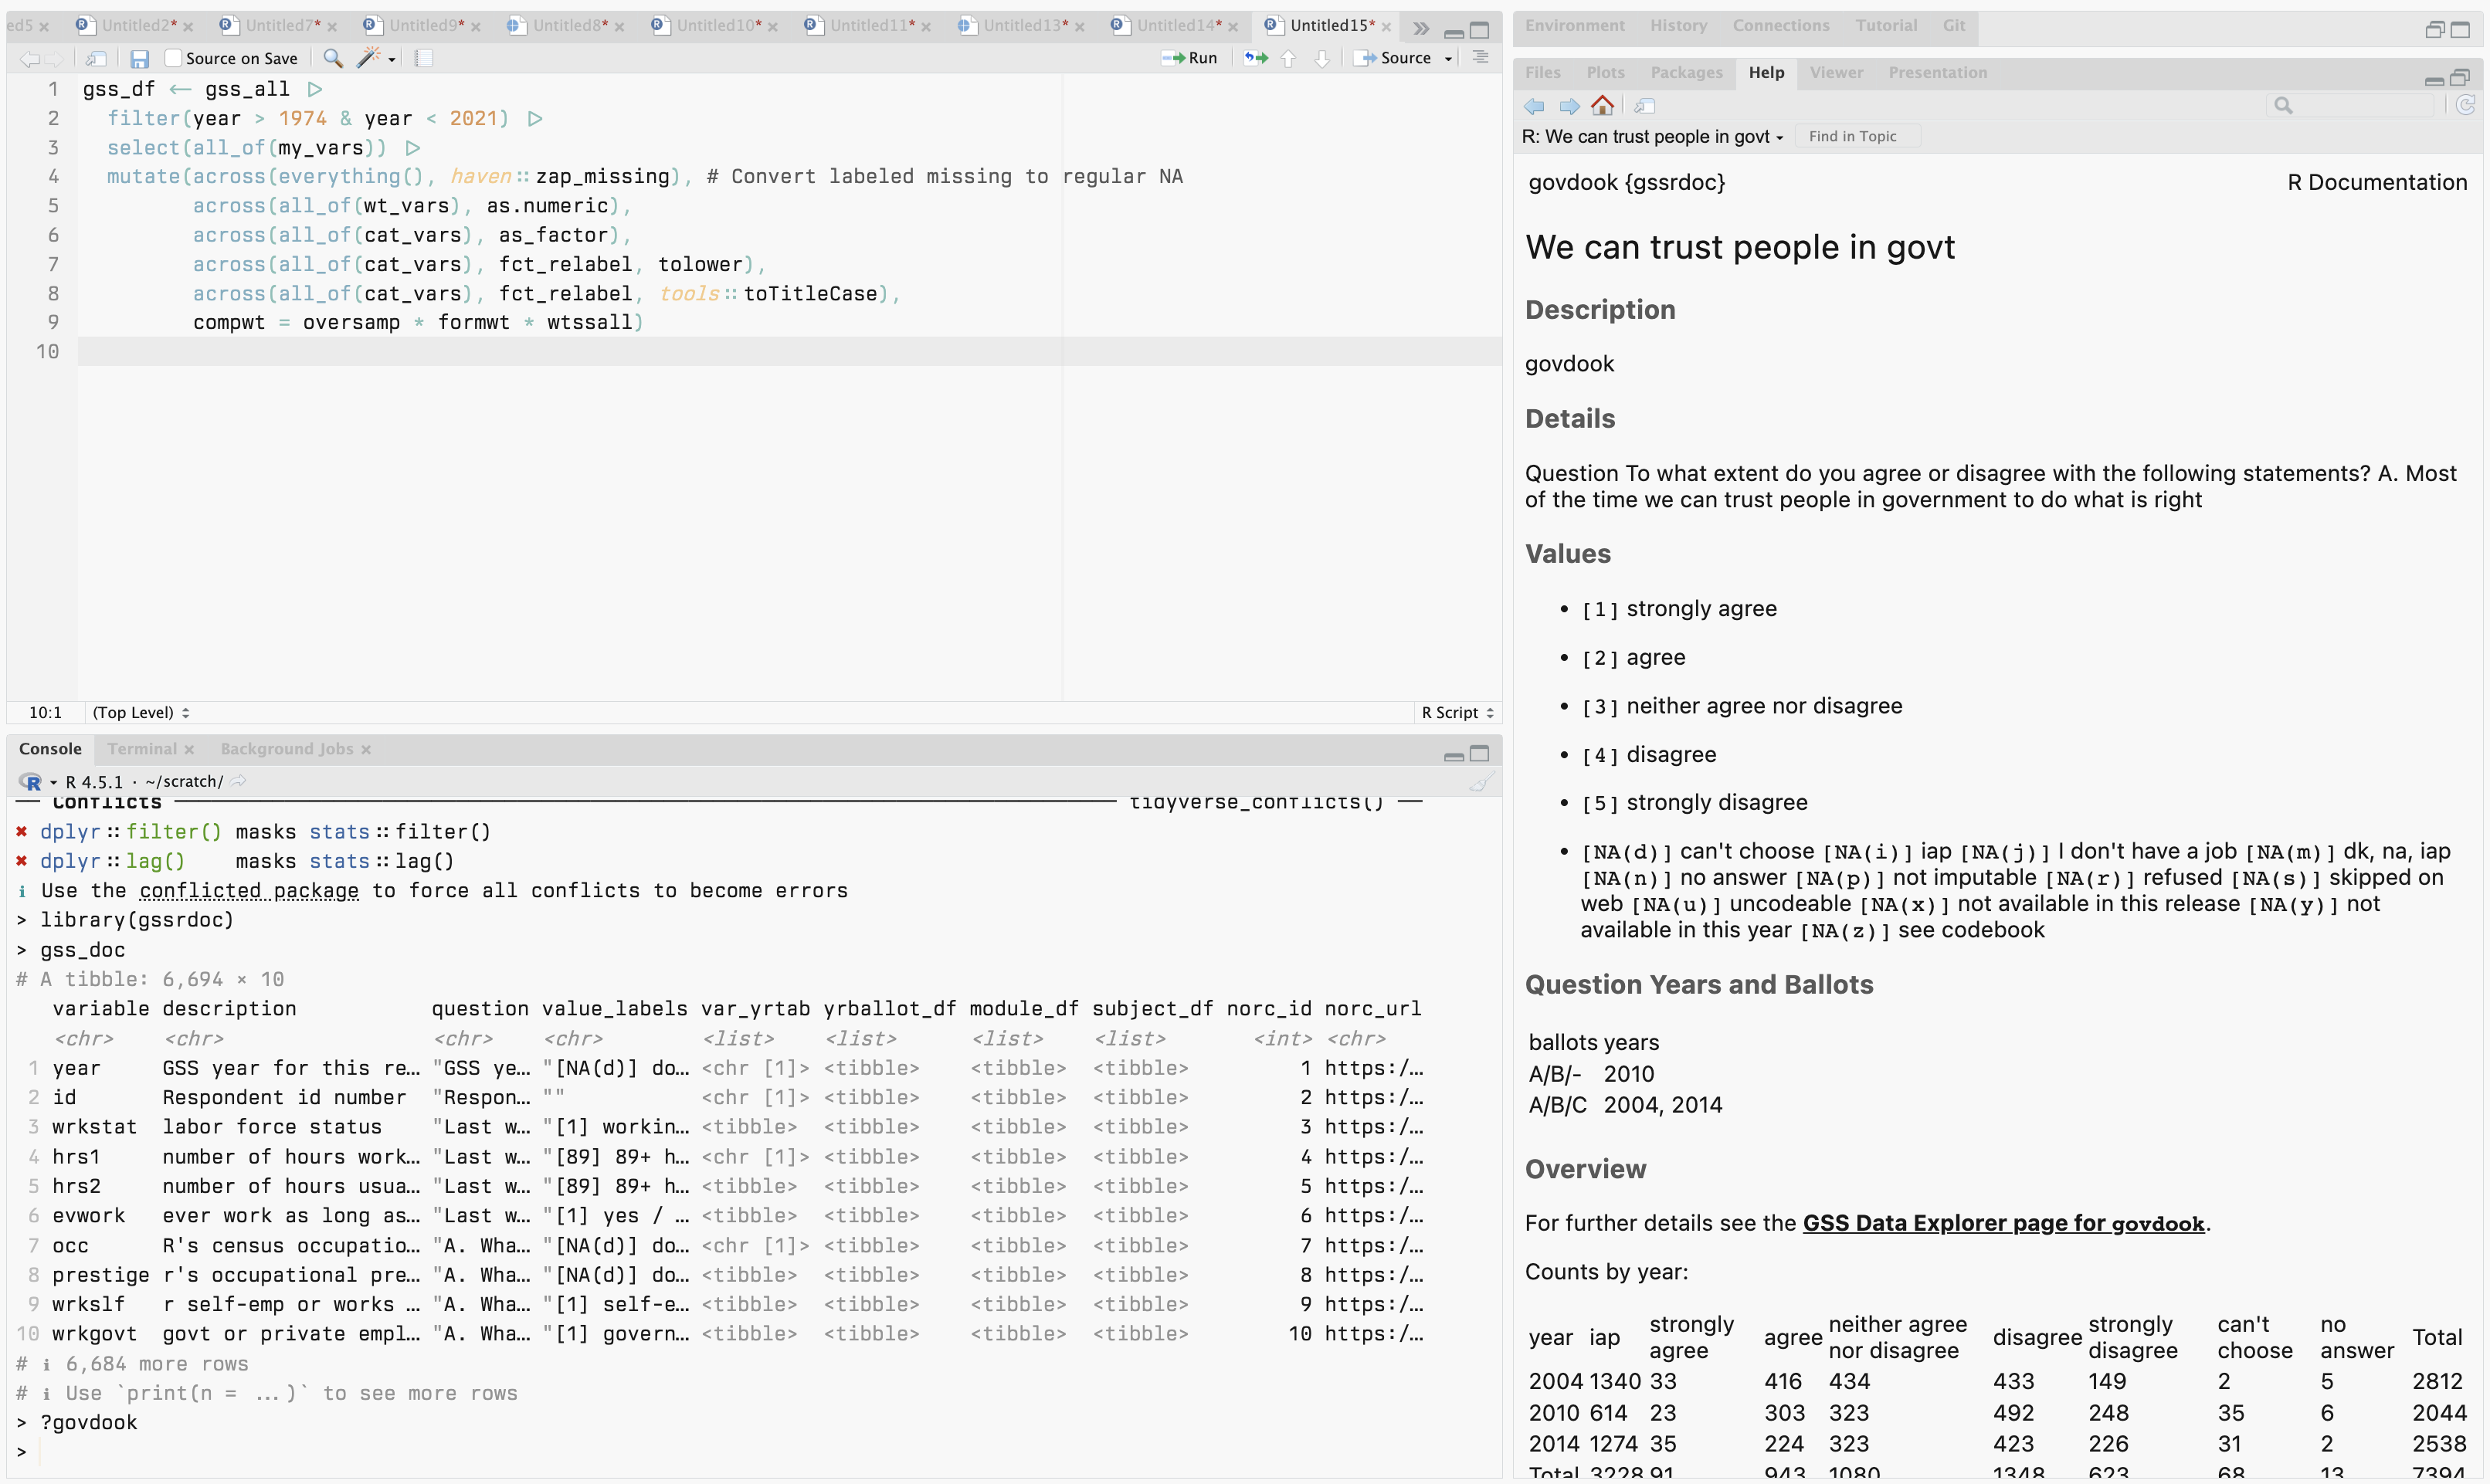 ed5 Untitled2* Untitled7* Untitled9* Untitled8* Untitled10* Untitled11* Untitled13* Untitled14* Untitled15*
Source on Save Run Source
1 gss_df ← gss_all ▷
2 filter(year > 1974 & year < 2021) ▷
3 select(all_of(my_vars)) ▷
4 mutate(across(everything(), haven::zap_missing), # Convert labeled missing to regular NA
5 across(all_of(wt_vars), as.numeric),
6 across(all_of(cat_vars), as_factor),
7 across(all_of(cat_vars), fct_relabel, tolower),
8 across(all_of(cat_vars), fct_relabel, tools::toTitleCase),
9 compwt = oversamp * formwt * wtssall)
10
10:1 (Top Level) R Script
Console Terminal Background Jobs
R 4.5.1 · ~/scratch/
── Conflicts ── tidyverse_conflicts() ──
✖ dplyr::filter() masks stats::filter()
✖ dplyr::lag() masks stats::lag()
ℹ Use the conflicted package to force all conflicts to become errors
> library(gssrdoc)
> gss_doc
# A tibble: 6,694 × 10
variable description question value_labels var_yrtab yrballot_df module_df subject_df norc_id norc_url
<chr> <chr> <chr> <chr> <list> <list> <list> <list> <int> <chr>
1 year GSS year for this re… "GSS ye… "[NA(d)] do… <chr [1]> <tibble> <tibble> <tibble> 1 https:/…
2 id Respondent id number "Respon… "" <chr [1]> <tibble> <tibble> <tibble> 2 https:/…
3 wrkstat labor force status "Last w… "[1] workin… <tibble> <tibble> <tibble> <tibble> 3 https:/…
4 hrs1 number of hours work… "Last w… "[89] 89+ h… <chr [1]> <tibble> <tibble> <tibble> 4 https:/…
5 hrs2 number of hours usua… "Last w… "[89] 89+ h… <tibble> <tibble> <tibble> <tibble> 5 https:/…
6 evwork ever work as long as… "Last w… "[1] yes / … <tibble> <tibble> <tibble> <tibble> 6 https:/…
7 occ R's census occupatio… "A. Wha… "[NA(d)] do… <chr [1]> <tibble> <tibble> <tibble> 7 https:/…
8 prestige r's occupational pre… "A. Wha… "[NA(d)] do… <tibble> <tibble> <tibble> <tibble> 8 https:/…
9 wrkslf r self-emp or works … "A. Wha… "[1] self-e… <tibble> <tibble> <tibble> <tibble> 9 https:/…
10 wrkgovt govt or private empl… "A. Wha… "[1] govern… <tibble> <tibble> <tibble> <tibble> 10 https:/…
# ℹ 6,684 more rows
# ℹ Use `print(n = ...)` to see more rows
> ?govdook
>
Environment History Connections Tutorial Git
Files Plots Packages Help Viewer Presentation
R: We can trust people in govt Find in Topic
govdook {gssrdoc} R Documentation
We can trust people in govt
Description
govdook
Details
Question To what extent do you agree or disagree with the following statements? A. Most
of the time we can trust people in government to do what is right
Values
• [1] strongly agree
• [2] agree
• [3] neither agree nor disagree
• [4] disagree
• [5] strongly disagree
• [NA(d)] can't choose [NA(i)] iap [NA(j)] I don't have a job [NA(m)] dk, na, iap
[NA(n)] no answer [NA(p)] not imputable [NA(r)] refused [NA(s)] skipped on
web [NA(u)] uncodeable [NA(x)] not available in this release [NA(y)] not
available in this year [NA(z)] see codebook
Question Years and Ballots
ballots years
A/B/- 2010
A/B/C 2004, 2014
Overview
For further details see the GSS Data Explorer page for govdook.
Counts by year:
year iap strongly agree agree neither agree nor disagree disagree strongly disagree can't choose no answer Total
2004 1340 33 416 434 433 149 2 5 2812
2010 614 23 303 323 492 248 35 6 2044
2014 1274 35 224 323 423 226 31 2 2538
Total 3228 91 943 1080 1348 623 68 13 7394